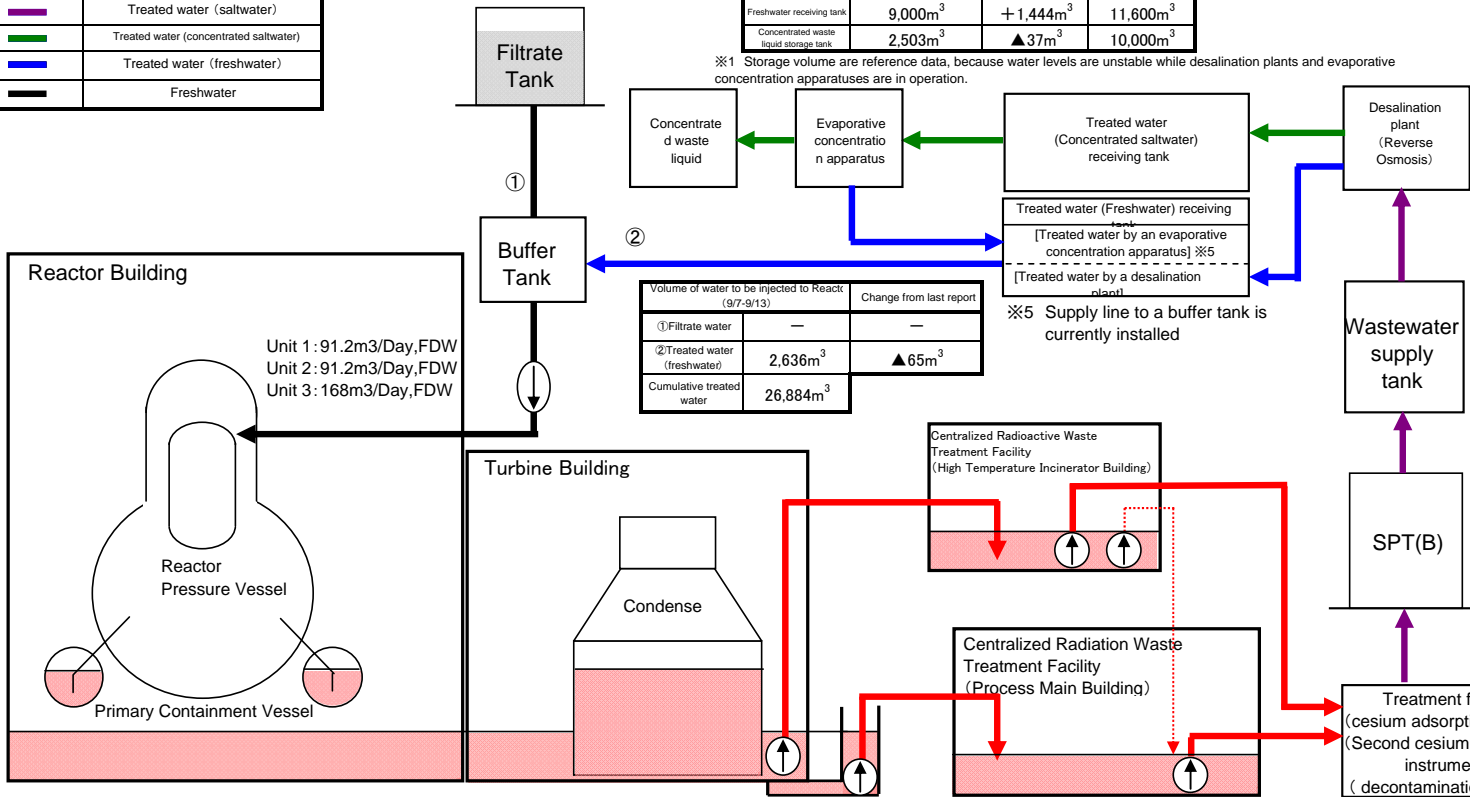 Treated water (saltwater)
Treated water (concentrated saltwater)
Treated water (freshwater)
Freshwater
Filtrate
Tank
Freshwater receiving tank 9,000m³ +1,444m³ 11,600m³
Concentrated waste
liquid storage tank 2,503m³ ▲37m³ 10,000m³
※1 Storage volume are reference data, because water levels are unstable while desalination plants and evaporative
concentration apparatuses are in operation.
Concentrate
d waste
liquid
Evaporative
concentratio
n apparatus
Treated water
(Concentrated saltwater)
receiving tank
Desalination
plant
(Reverse
Osmosis)
①
②
Buffer
Tank
Treated water (Freshwater) receiving
tank
[Treated water by an evaporative
concentration apparatus] ※5
[Treated water by a desalination
plant]
※5 Supply line to a buffer tank is
currently installed
Volume of water to be injected to Reacto
(9/7-9/13)
Change from last report
①Filtrate water － －
②Treated water
(freshwater) 2,636m³ ▲65m³
Cumulative treated
water 26,884m³
Wastewater
supply
tank
Reactor Building
Unit 1:91.2m3/Day,FDW
Unit 2:91.2m3/Day,FDW
Unit 3:168m3/Day,FDW
Reactor
Pressure Vessel
Primary Containment Vessel
Turbine Building
Condense
Centralized Radioactive Waste
Treatment Facility
(High Temperature Incinerator Building)
SPT(B)
Centralized Radiation Waste
Treatment Facility
(Process Main Building)
Treatment f
(cesium adsorpt
(Second cesium
instrume
( decontaminati